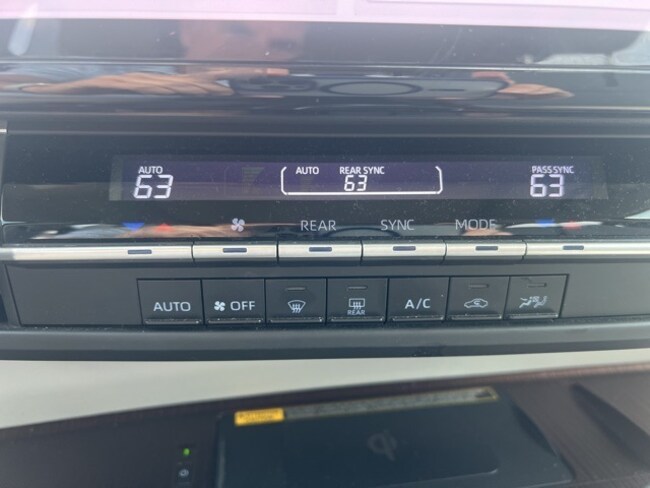 AUTO AUTO REAR SYNC PASS SYNC
63 63 63
REAR SYNC MODE
AUTO OFF REAR A/C